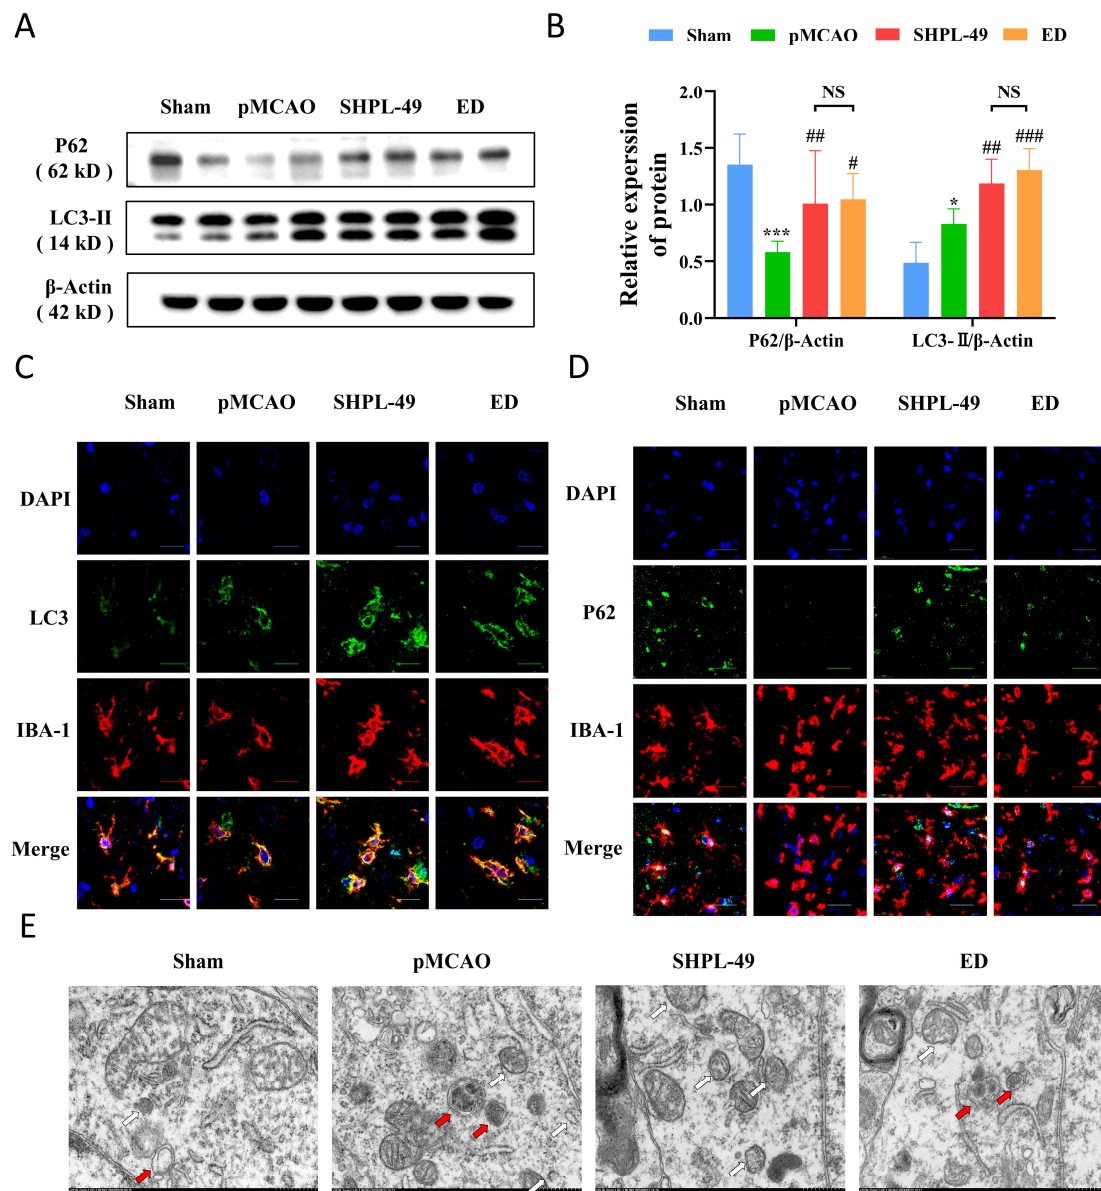 A
Sham pMCAO SHPL-49 ED
P62
( 62 kD )
LC3-II
( 14 kD )
β-Actin
( 42 kD )
B
Sham pMCAO SHPL-49 ED
Relative experssion
of protein
2.0
1.5
1.0
0.5
0.0
NS NS
*** ## # * ## ###
P62/β-Actin LC3-Ⅱ/β-Actin
C
Sham pMCAO SHPL-49 ED
DAPI
LC3
IBA-1
Merge
D
Sham pMCAO SHPL-49 ED
DAPI
P62
IBA-1
Merge
E
Sham pMCAO SHPL-49 ED